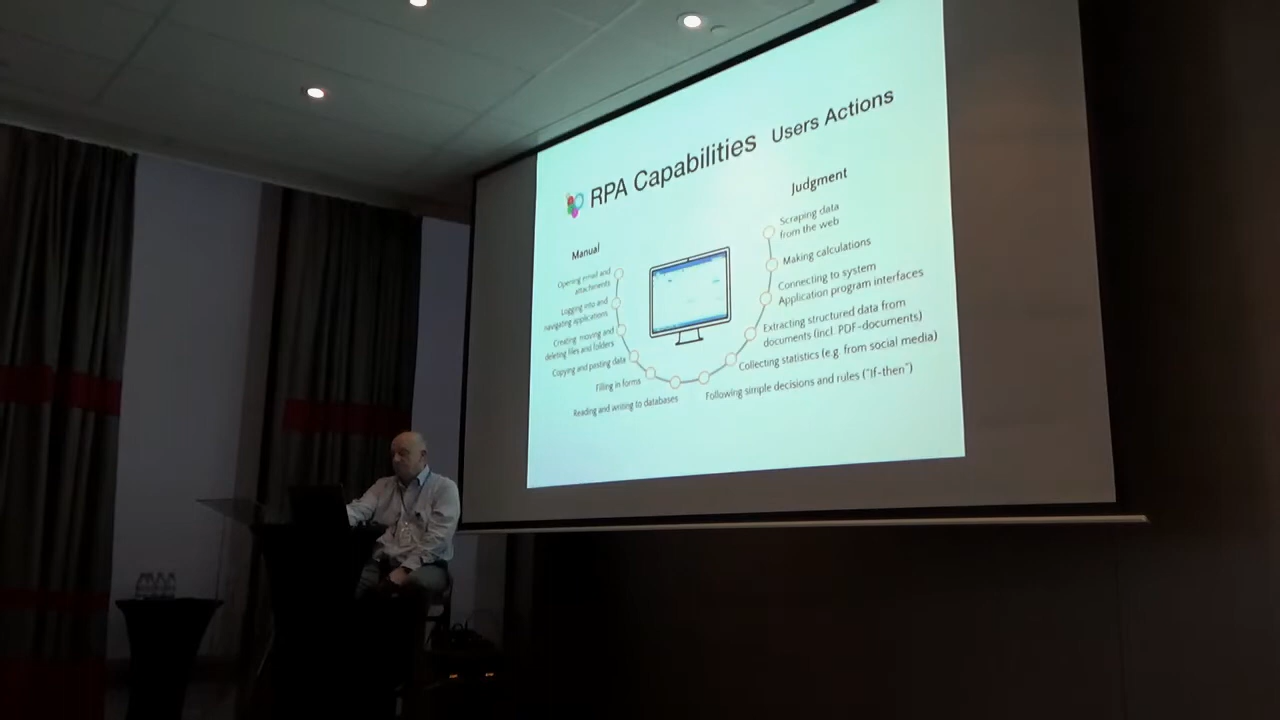 RPA Capabilities Users Actions
Manual
Opening email and
attachments
Logging into and
navigating applications
Creating moving and
deleting files and folders
Copying and pasting data
Filling in forms
Reading and writing to databases
Judgment
Scraping data
from the web
Making calculations
Connecting to system
Application program interfaces
Extracting structured data from
documents (incl. PDF-documents)
Collecting statistics (e.g. from social media)
Following simple decisions and rules ("If-then")